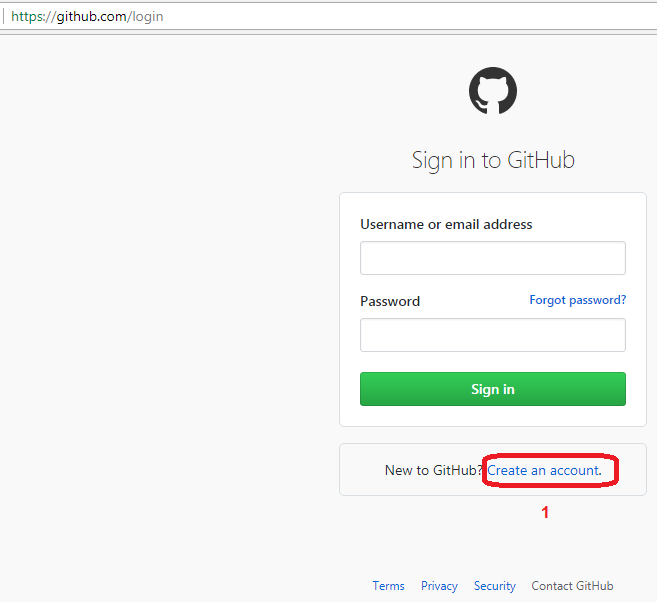 https://github.com/login
Sign in to GitHub
Username or email address
Password Forgot password?
Sign in
New to GitHub? Create an account.
1
Terms Privacy Security Contact GitHub